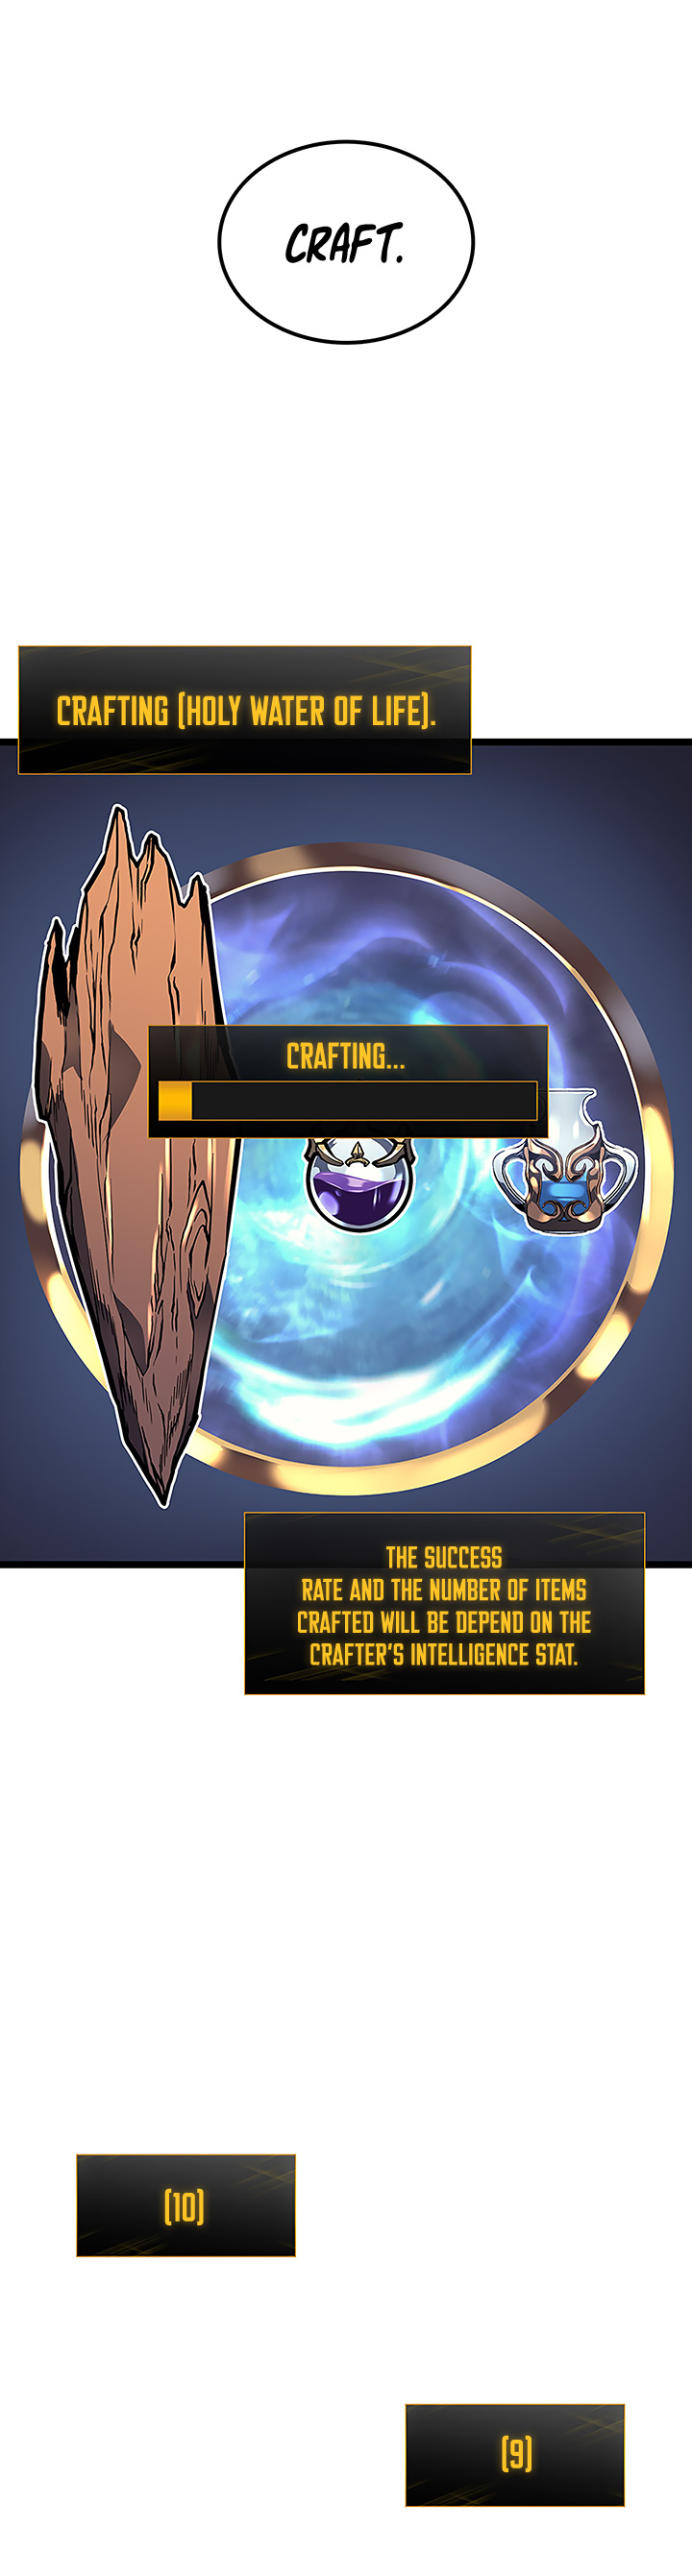 CRAFT.
CRAFTING [HOLY WATER OF LIFE].
CRAFTING...
THE SUCCESS
RATE AND THE NUMBER OF ITEMS
CRAFTED WILL BE DEPEND ON THE
CRAFTER'S INTELLIGENCE STAT.
[10]
[9]